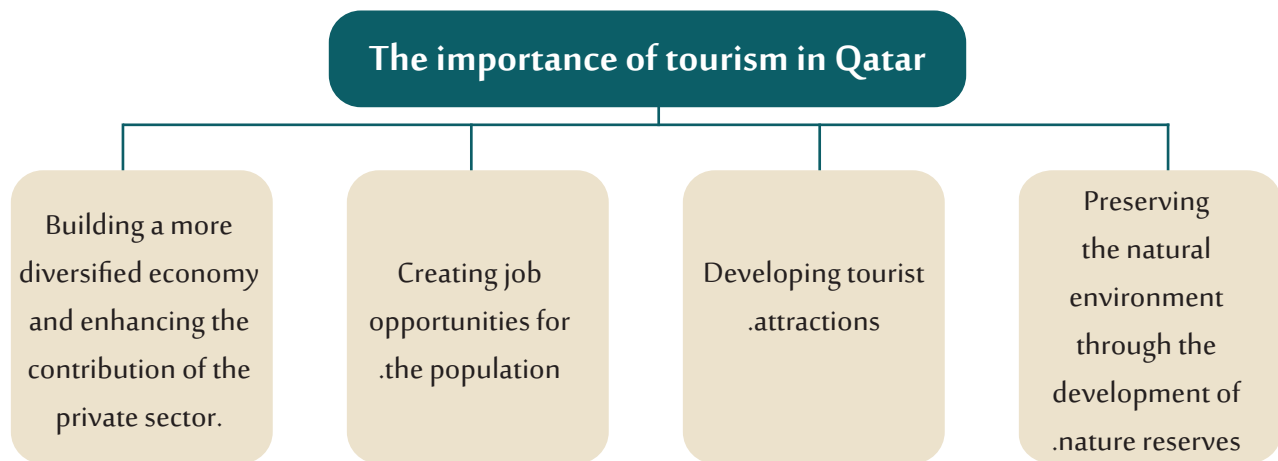 The importance of tourism in Qatar
Building a more
diversified economy
and enhancing the
contribution of the
private sector.
Creating job
opportunities for
.the population
Developing tourist
.attractions
Preserving
the natural
environment
through the
development of
.nature reserves